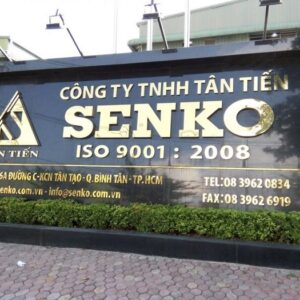 CÔNG TY TNHH TÂN TIẾN
SENKO
ISO 9001 : 2008
N TIẾN
6A ĐƯỜNG C-KCN TÂN TẠO-Q.BÌNH TÂN-TP.HCM
senko.com.vn - info@senko.com.vn
TEL:08 3962 0834
FAX:08 3962 6919